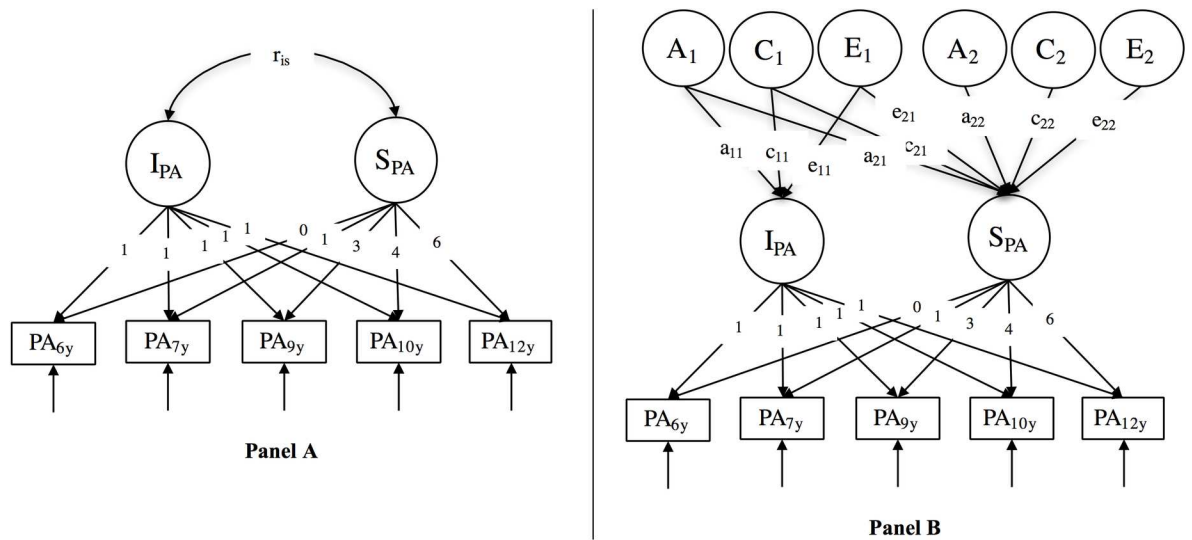 r_is
I_PA
S_PA
1 1 1 1 1 0 1 3 4 6
PA_6y PA_7y PA_9y PA_10y PA_12y
Panel A
A_1 C_1 E_1 A_2 C_2 E_2
e_21 a_22 c_22 e_22
a_11 c_11 e_11 a_21 c_21
I_PA
S_PA
1 1 1 1 1 0 1 3 4 6
PA_6y PA_7y PA_9y PA_10y PA_12y
Panel B